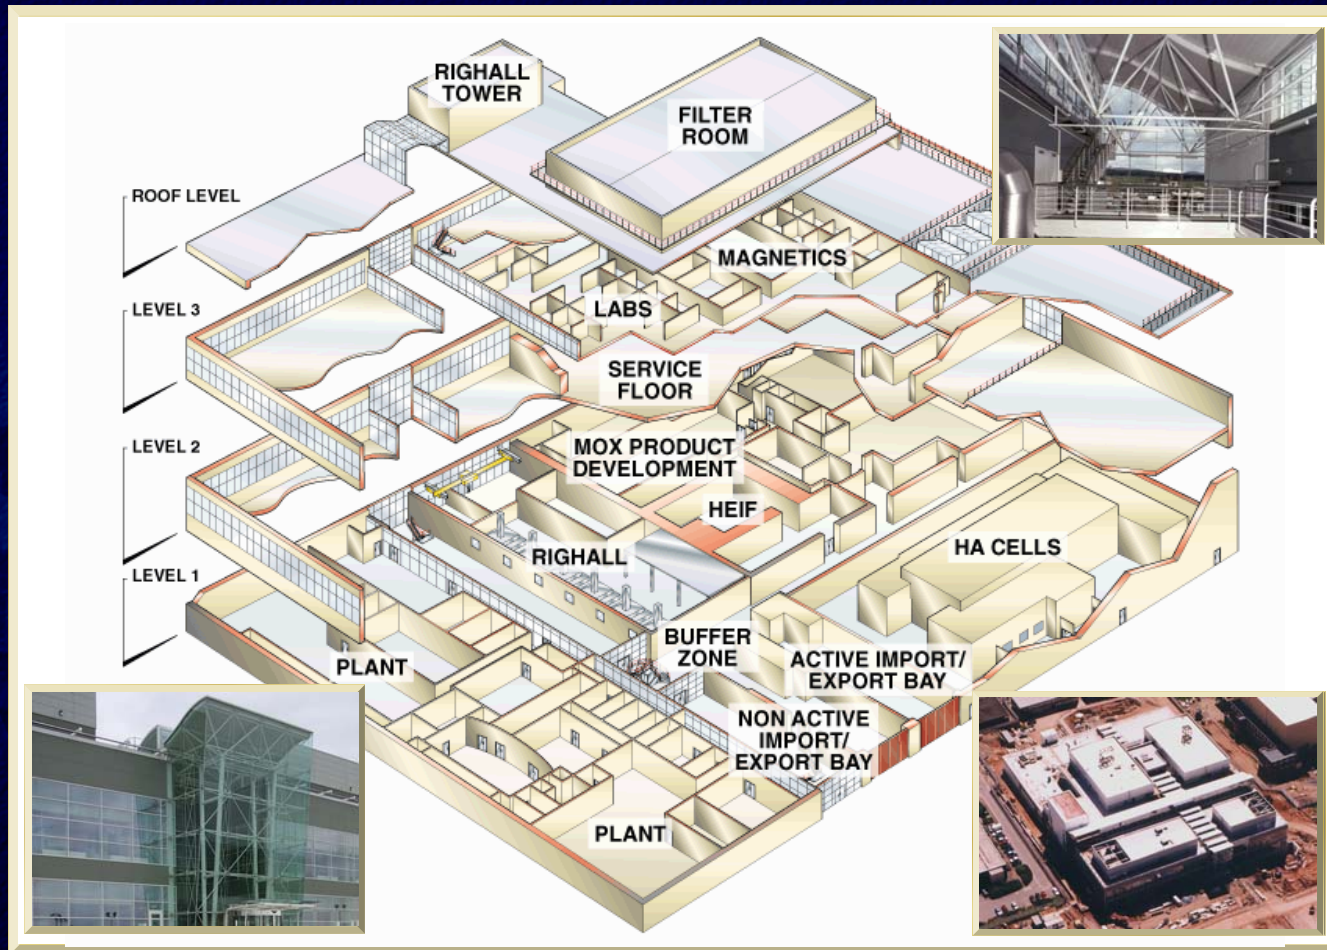 RIGHALL
TOWER
FILTER
ROOM
ROOF LEVEL
MAGNETICS
LEVEL 3
LABS
SERVICE
FLOOR
LEVEL 2
MOX PRODUCT
DEVELOPMENT
HEIF
HA CELLS
RIGHALL
LEVEL 1
BUFFER
ZONE
PLANT
ACTIVE IMPORT/
EXPORT BAY
NON ACTIVE
IMPORT/
EXPORT BAY
PLANT